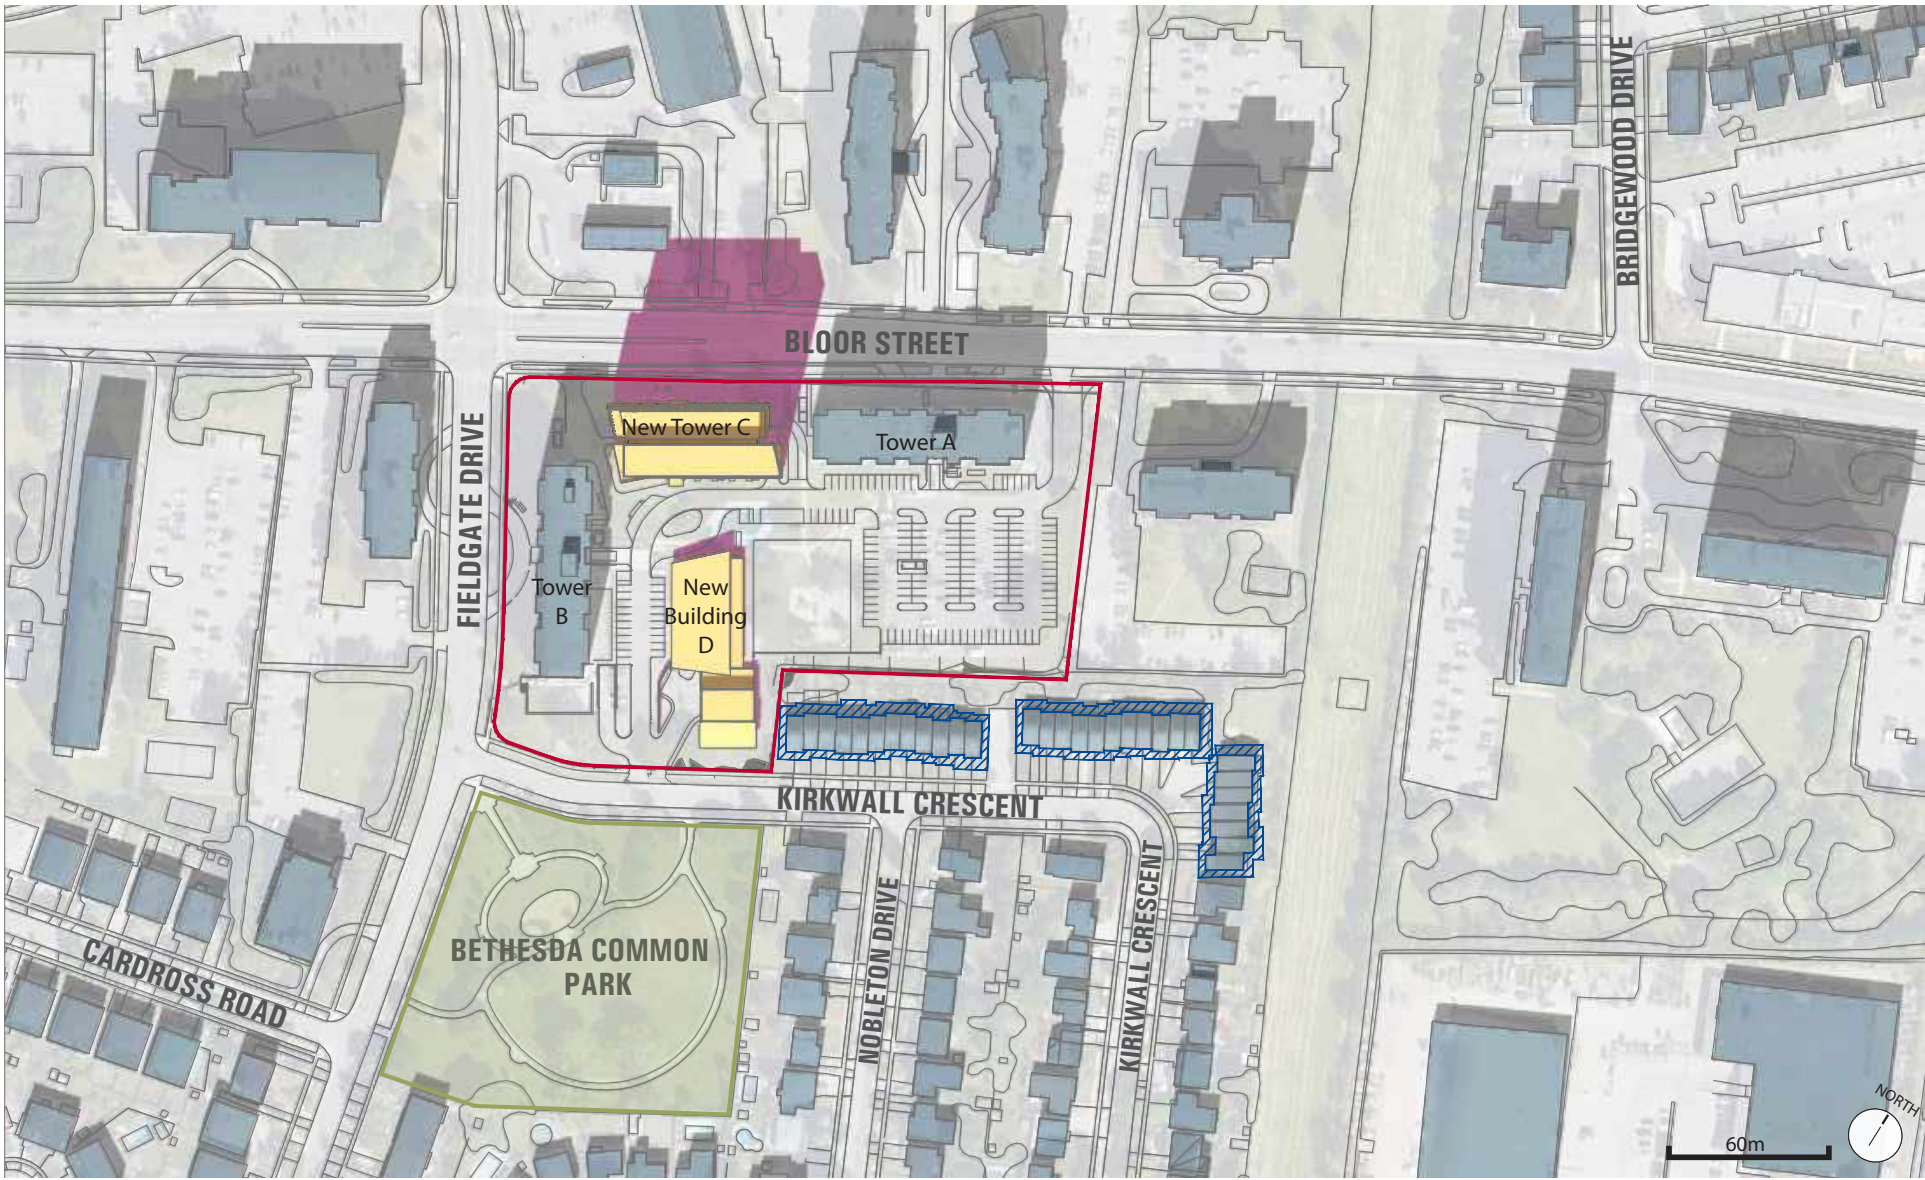 BRIDGEWOOD DRIVE
BLOOR STREET
FIELDGATE DRIVE
New Tower C
Tower A
Tower
B
New
Building
D
KIRKWALL CRESCENT
KIRKWALL CRESCENT
NOBLETON DRIVE
BETHESDA COMMON
PARK
CARDROSS ROAD
NORTH
60m